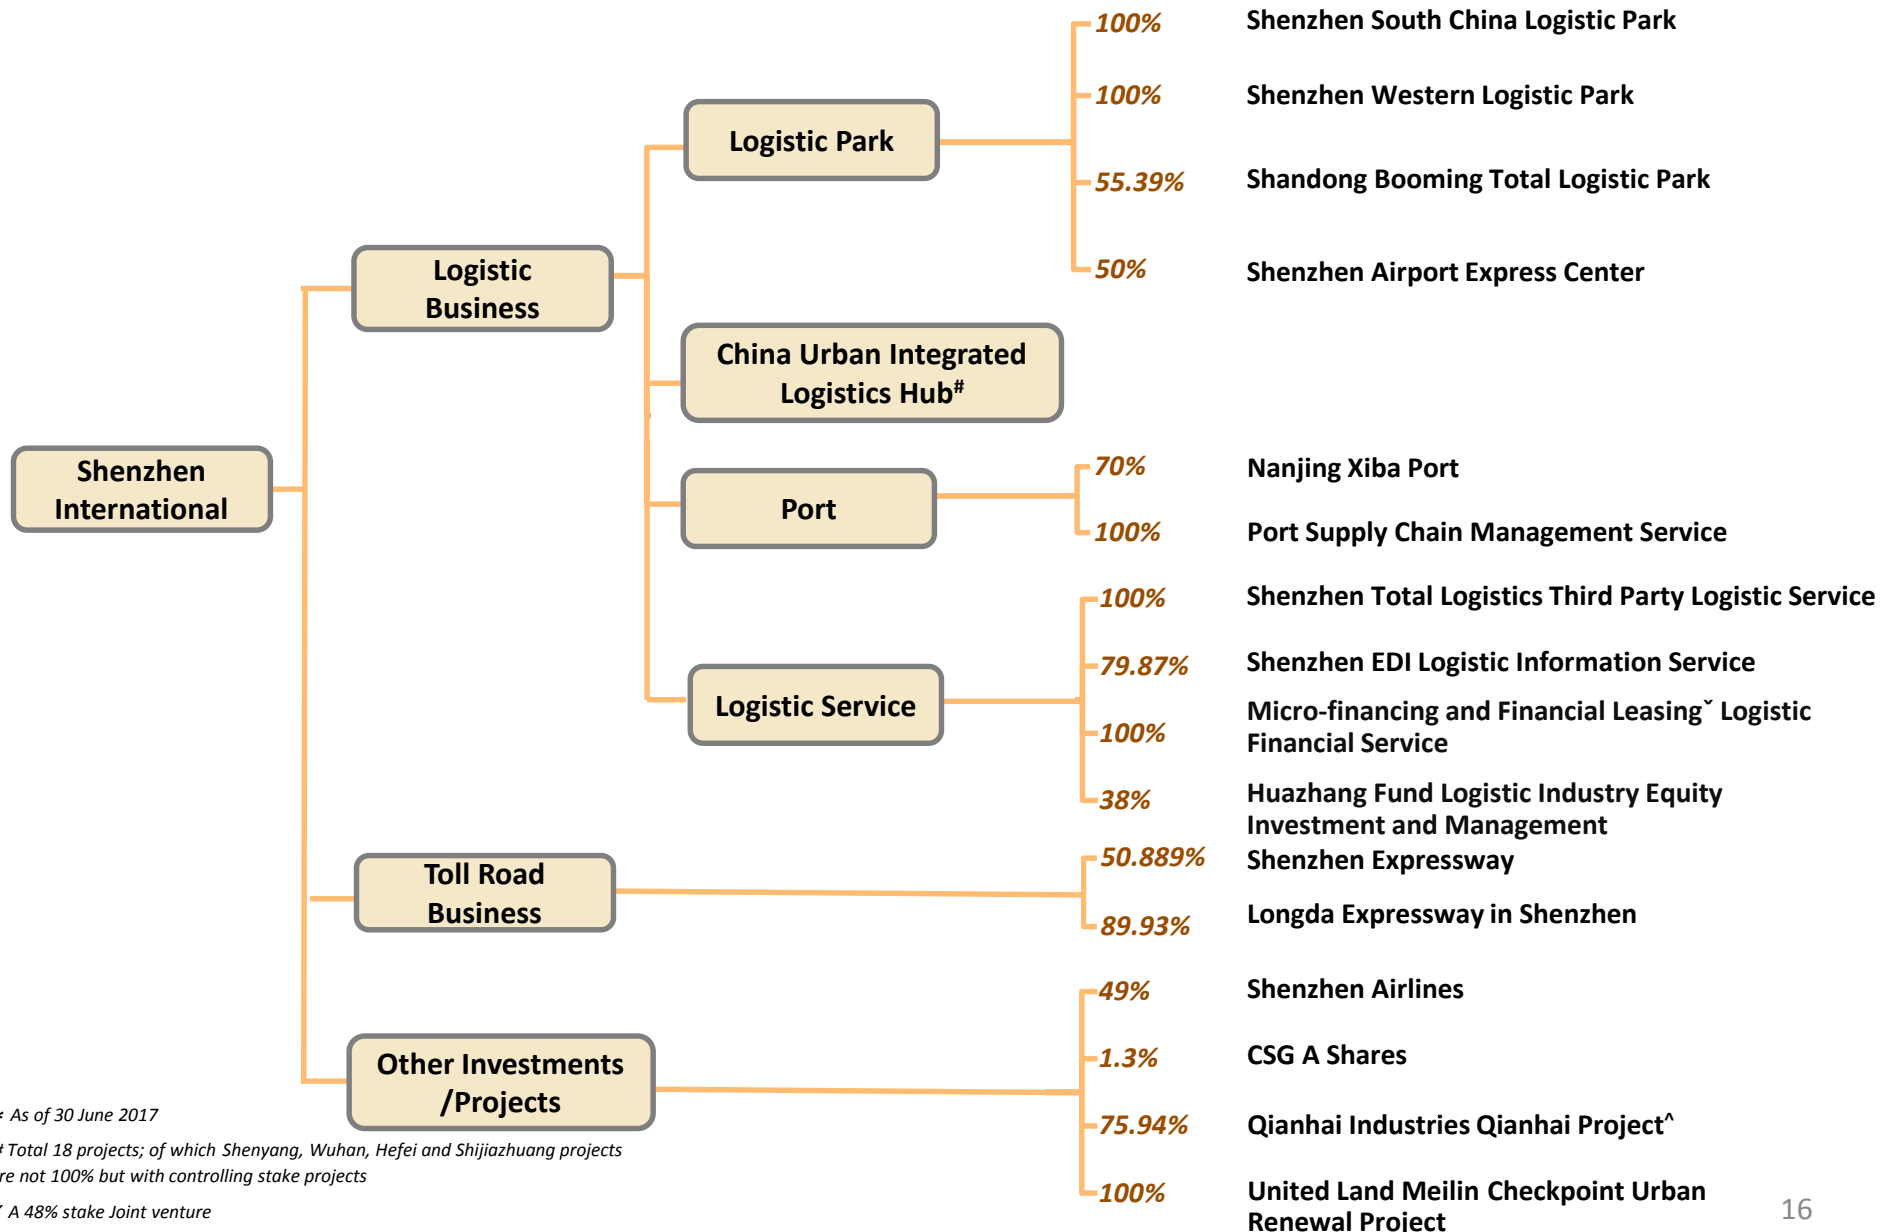 100% Shenzhen South China Logistic Park
100% Shenzhen Western Logistic Park
Logistic Park
55.39% Shandong Booming Total Logistic Park
50% Shenzhen Airport Express Center
Logistic
Business
China Urban Integrated
Logistics Hub#
Shenzhen
International
70% Nanjing Xiba Port
Port
100% Port Supply Chain Management Service
100% Shenzhen Total Logistics Third Party Logistic Service
79.87% Shenzhen EDI Logistic Information Service
Logistic Service
100% Micro-financing and Financial Leasingˇ Logistic
Financial Service
38% Huazhang Fund Logistic Industry Equity
Investment and Management
Toll Road
Business
50.889% Shenzhen Expressway
89.93% Longda Expressway in Shenzhen
49% Shenzhen Airlines
Other Investments
/Projects
1.3% CSG A Shares
75.94% Qianhai Industries Qianhai Project^
100% United Land Meilin Checkpoint Urban
Renewal Project
* As of 30 June 2017
# Total 18 projects; of which Shenyang, Wuhan, Hefei and Shijiazhuang projects
re not 100% but with controlling stake projects
A 48% stake Joint venture
16